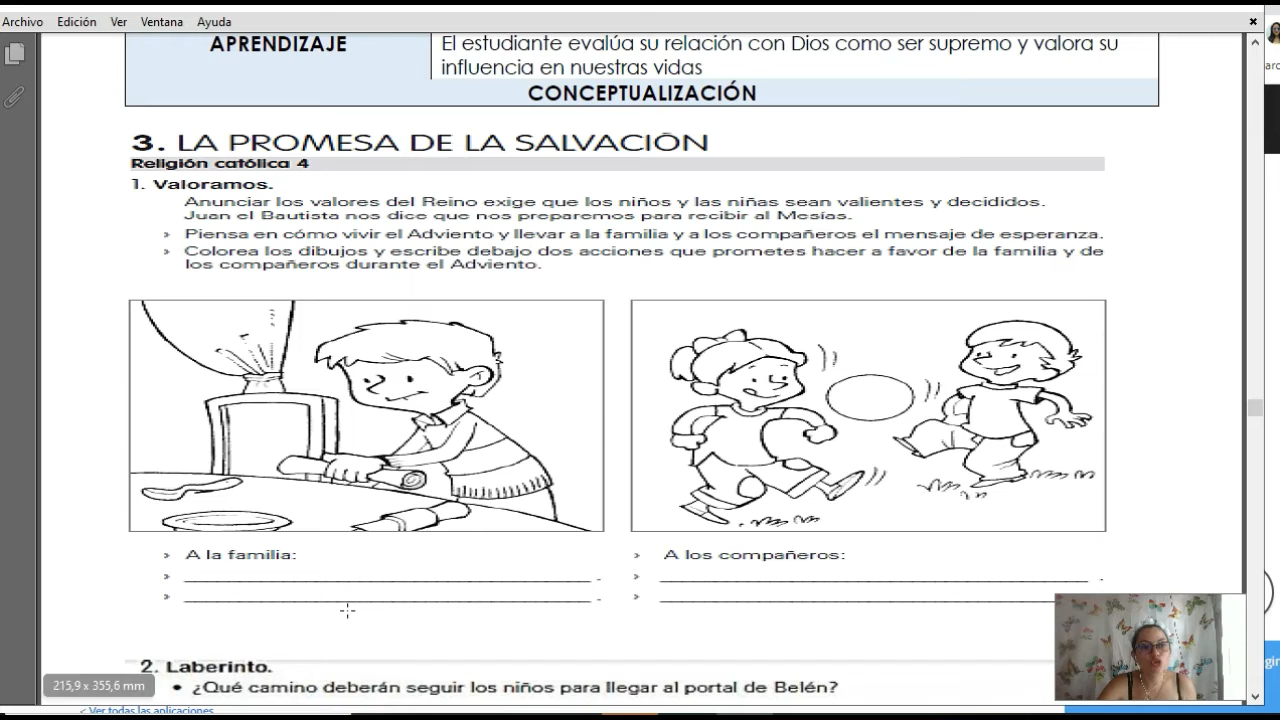 Archivo Edición Ver Ventana Ayuda
APRENDIZAJE
El estudiante evalúa su relación con Dios como ser supremo y valora su
influencia en nuestras vidas
CONCEPTUALIZACIÓN
3. LA PROMESA DE LA SALVACIÓN
Religión católica 4
1. Valoramos.
Anunciar los valores del Reino exige que los niños y las niñas sean valientes y decididos.
Juan el Bautista nos dice que nos preparemos para recibir al Mesías.
Piensa en cómo vivir el Adviento y llevar a la familia y a los compañeros el mensaje de esperanza.
Colorea los dibujos y escribe debajo dos acciones que prometes hacer a favor de la familia y de
los compañeros durante el Adviento.
A la familia:
A los compañeros:
2. Laberinto.
• ¿Qué camino deberán seguir los niños para llegar al portal de Belén?
215,9 x 355,6 mm
< Ver todas las aplicaciones